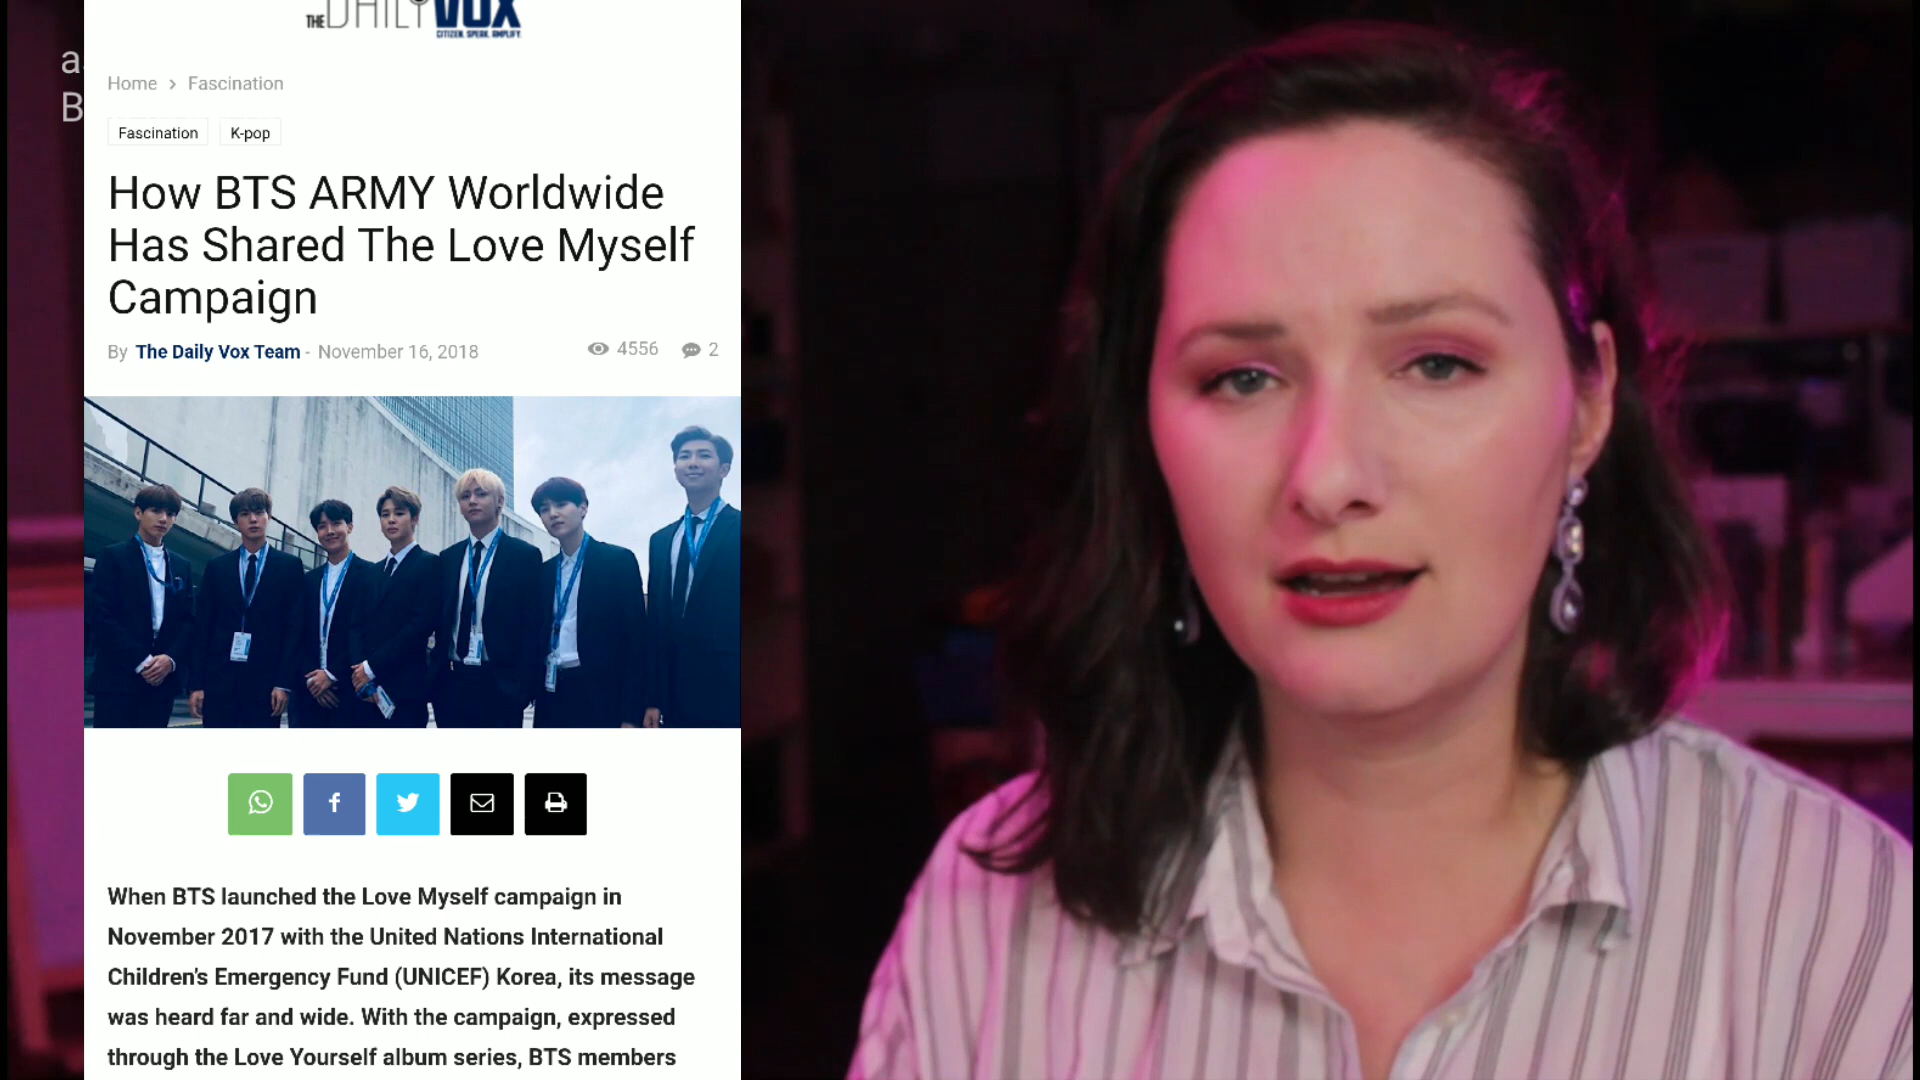 THE DAILY VOX
CITIZEN. SPEAK. AMPLIFY.
a
B
Home > Fascination
Fascination K-pop
How BTS ARMY Worldwide
Has Shared The Love Myself
Campaign
By The Daily Vox Team - November 16, 2018 4556 2
f
When BTS launched the Love Myself campaign in
November 2017 with the United Nations International
Children's Emergency Fund (UNICEF) Korea, its message
was heard far and wide. With the campaign, expressed
through the Love Yourself album series, BTS members